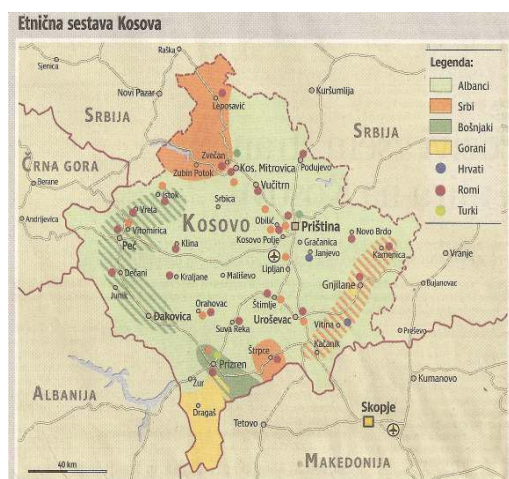 Etnična sestava Kosova
Legenda:
Albanci
Srbi
Bošnjaki
Gorani
Hrvati
Romi
Turki
Raška
Sjenica
Novi Pazar
Leposavić
Kuršumlija
SRBIJA
SRBIJA
ČRNA GORA
Zvečan
Zubin Potok
Kos. Mitrovica
Podujevo
Berane
Vučitrn
Istok
Srbica
Andrijevica
Vrela
KOSOVO
Obilić
Priština
Vitomirica
Peć
Klina
Kosovo Polje
Gračanica
Novo Brdo
Janjevo
Kamenica
Vranje
Lipljan
Dečani
Kraljane
Mališevo
Gnjilane
Bujanovac
Junik
Orahovac
Štimlje
Đakovica
Suva Reka
Uroševac
Vitina
Preševo
Kačanik
Štrpce
Prizren
Žur
Kumanovo
ALBANIJA
Dragaš
Skopje
Tetovo
MAKEDONIJA
40 km